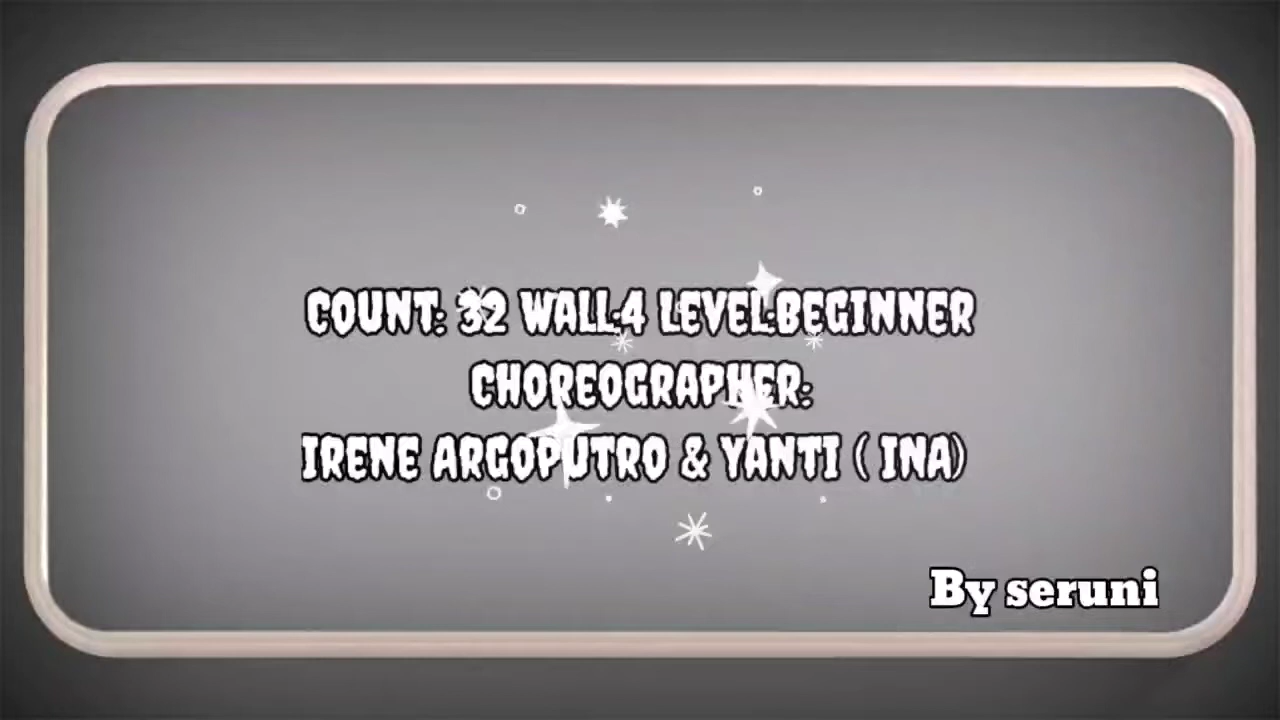 COUNT: 32 WALL:4 LEVEL:BEGINNER
CHOREOGRAPHER:
IRENE ARGOPUTRO & YANTI ( INA)
By seruni